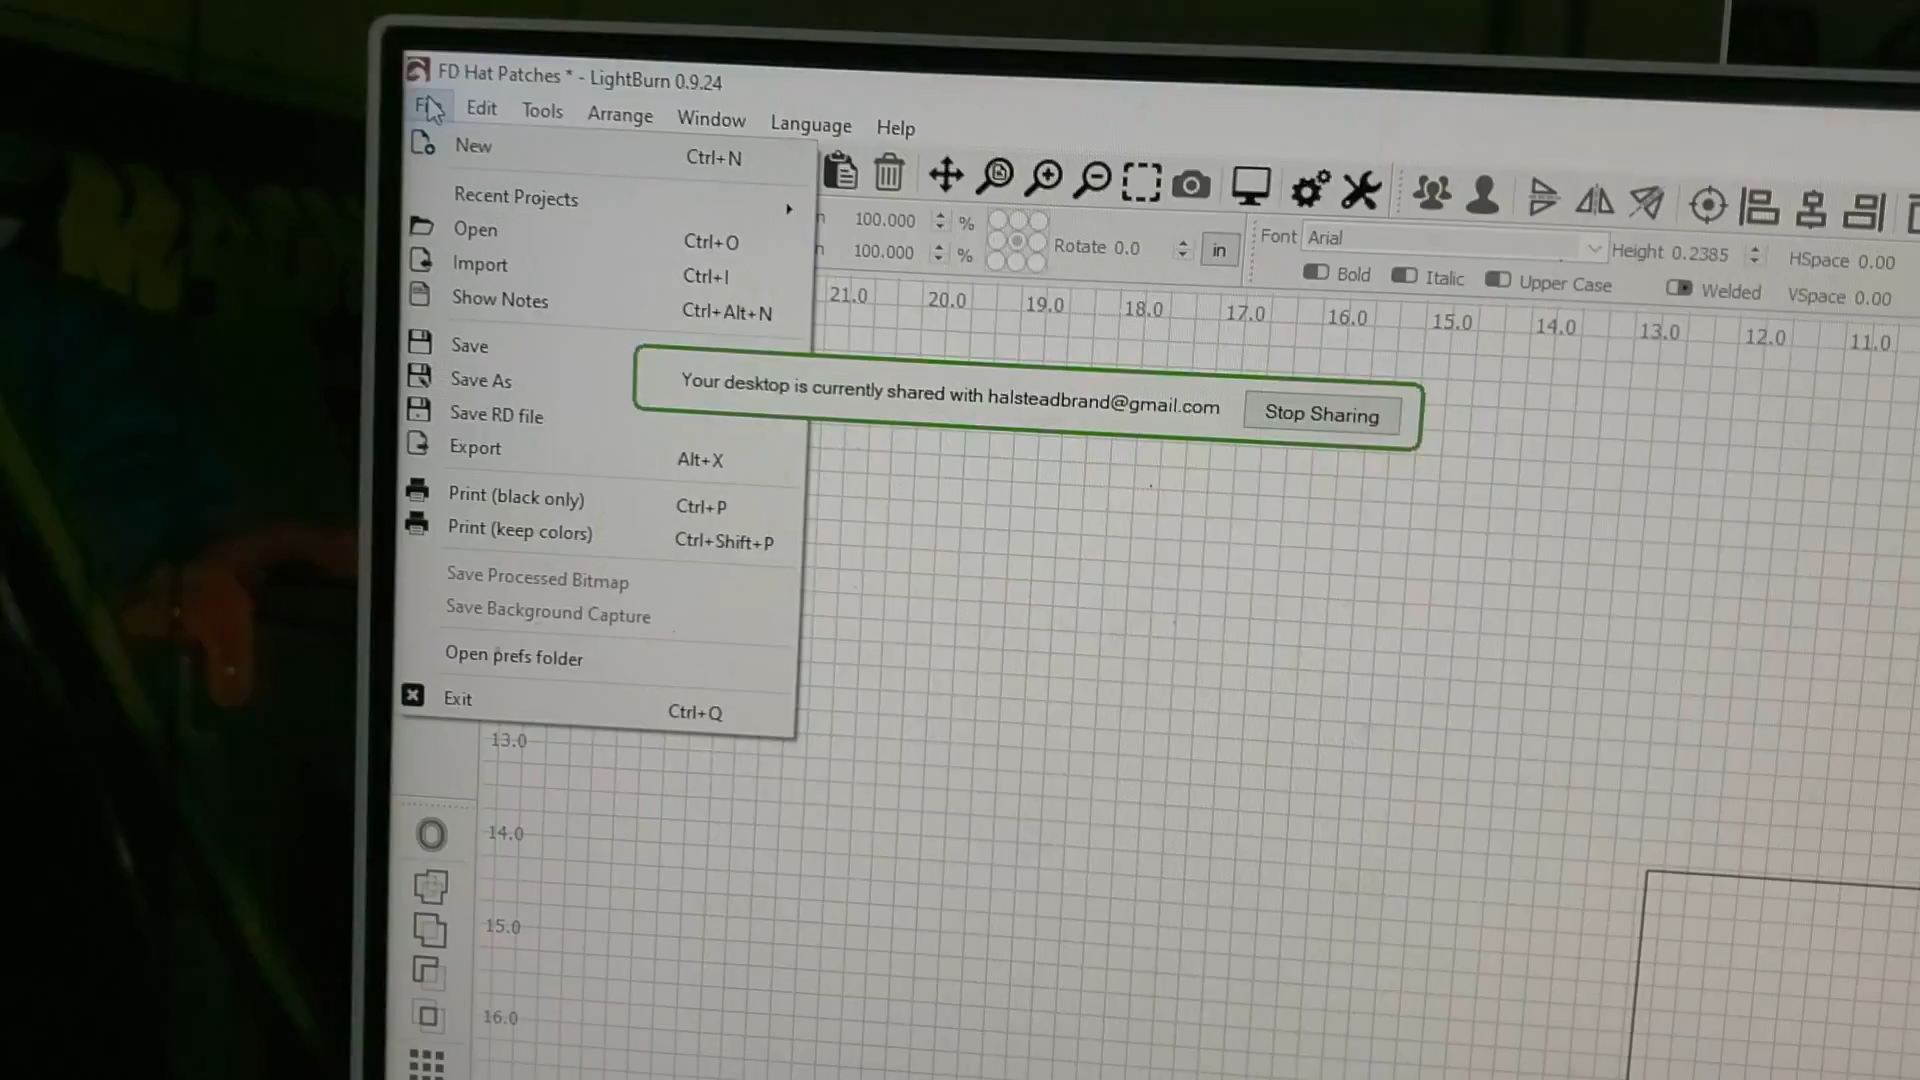 FD Hat Patches * - LightBurn 0.9.24
Edit Tools Arrange Window Language Help
New Ctrl+N
Recent Projects
Open Ctrl+O
Import Ctrl+I
Show Notes Ctrl+Alt+N
Save
Save As
Save RD file
Export Alt+X
Print (black only) Ctrl+P
Print (keep colors) Ctrl+Shift+P
Save Processed Bitmap
Save Background Capture
Open prefs folder
Exit Ctrl+Q
100.000 %
100.000 %
Rotate 0.0 in
Font Arial Height 0.2385 HSpace 0.00
Bold Italic Upper Case Welded VSpace 0.00
21.0 20.0 19.0 18.0 17.0 16.0 15.0 14.0 13.0 12.0 11.0
Your desktop is currently shared with halsteadbrand@gmail.com Stop Sharing
13.0
14.0
15.0
16.0